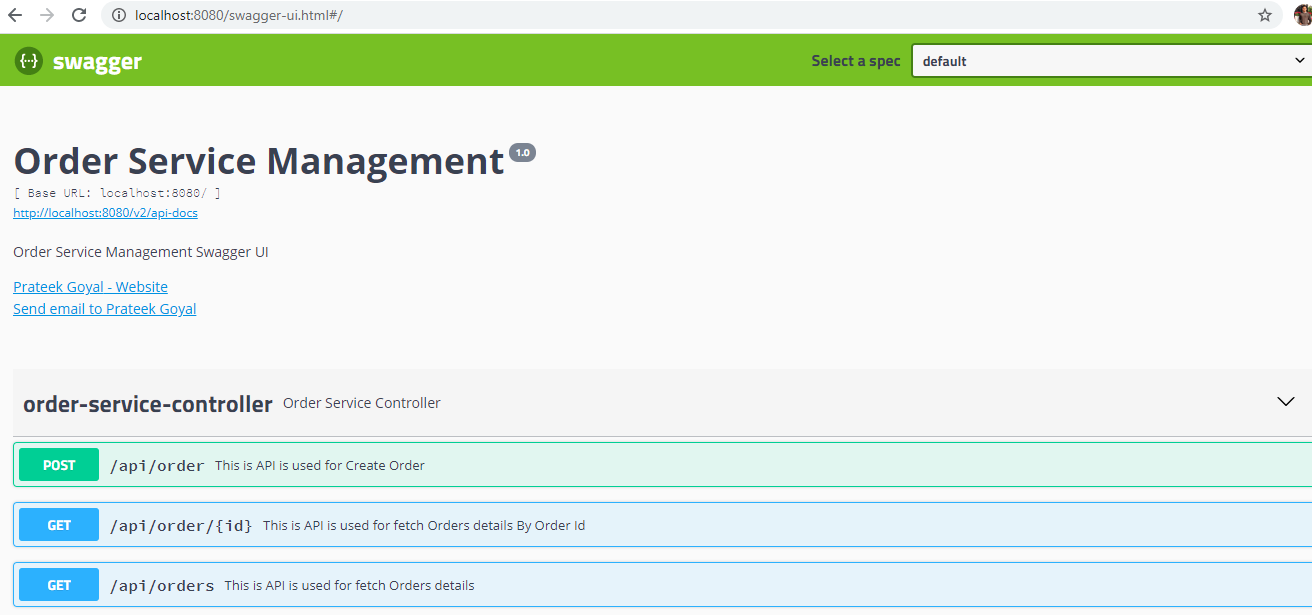 localhost:8080/swagger-ui.html#/
{··} swagger Select a spec default
Order Service Management 1.0
[ Base URL: localhost:8080/ ]
http://localhost:8080/v2/api-docs
Order Service Management Swagger UI
Prateek Goyal - Website
Send email to Prateek Goyal
order-service-controller Order Service Controller
POST /api/order This is API is used for Create Order
GET /api/order/{id} This is API is used for fetch Orders details By Order Id
GET /api/orders This is API is used for fetch Orders details